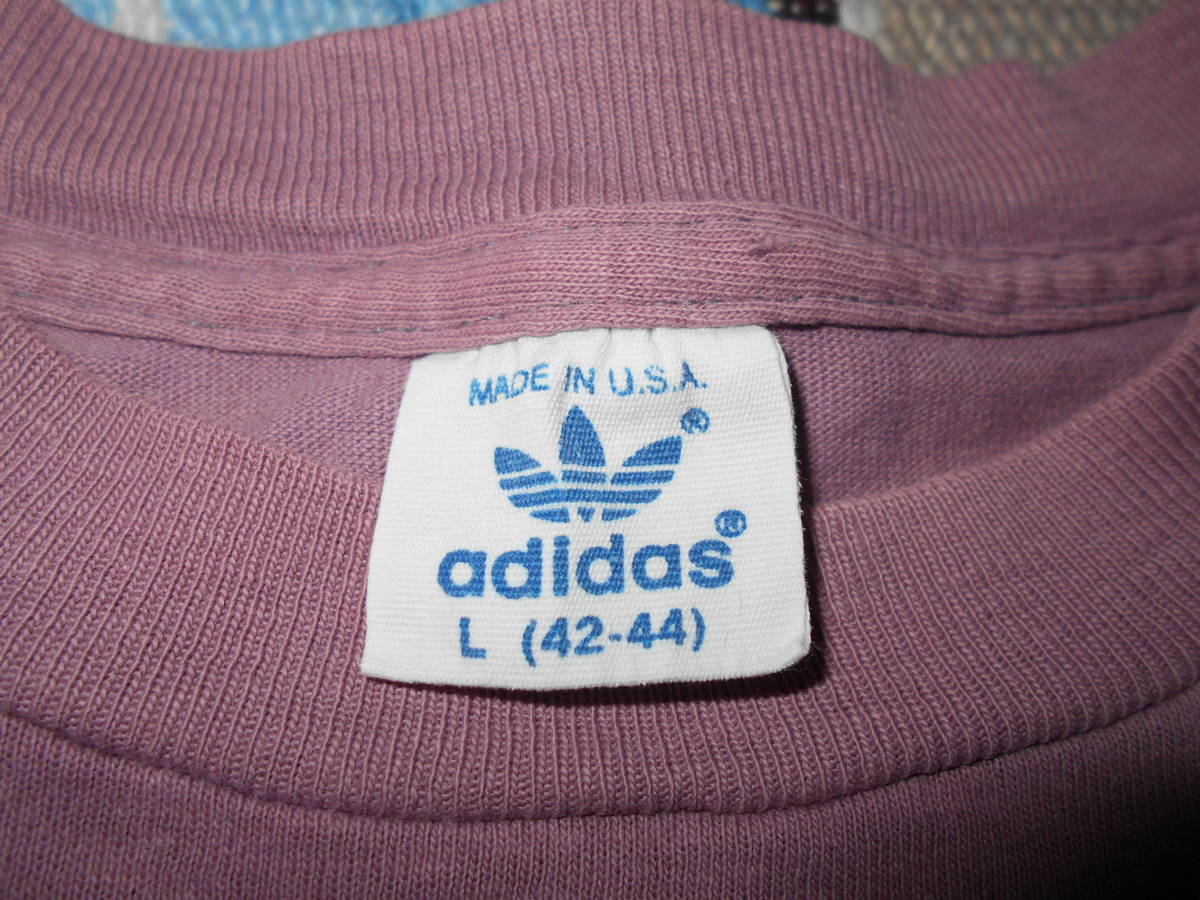 MADE IN U.S.A.
®
adidas®
L (42-44)